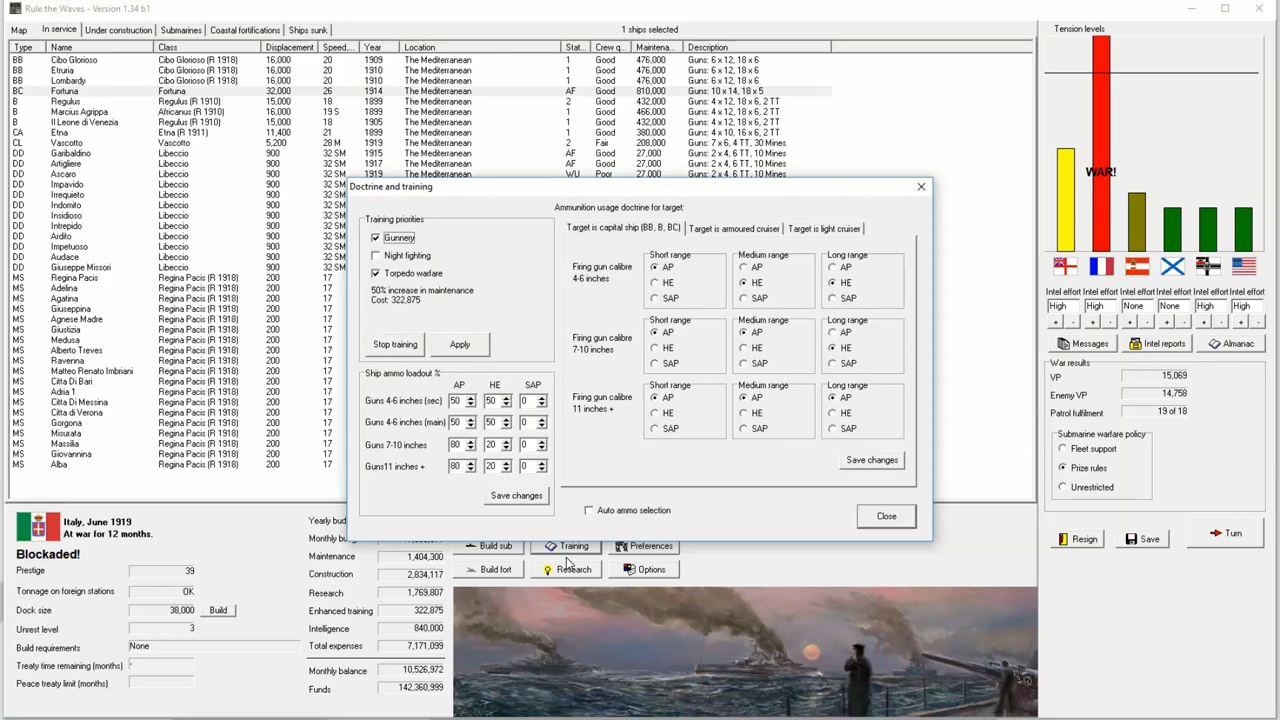 Rule the Waves - Version 1.34 b1
Map In service Under construction Submarines Coastal fortifications Ships sunk 1 ships selected
Type Name Class Displacement Speed,... Year Location Stat... Crew q... Maintena... Description
BB Cibo Glorioso Cibo Glorioso (R 1918) 16,000 20 1909 The Mediterranean 1 Good 476,000 Guns: 6 x 12, 18 x 6
BB Etruria Cibo Glorioso (R 1918) 16,000 20 1910 The Mediterranean 1 Good 476,000 Guns: 6 x 12, 18 x 6
BB Lombardy Cibo Glorioso (R 1918) 16,000 20 1910 The Mediterranean 1 Good 476,000 Guns: 6 x 12, 18 x 6
BC Fortuna Fortuna 32,000 26 1914 The Mediterranean AF Good 810,000 Guns: 10 x 14, 18 x 5
B Regulus Regulus (R 1910) 15,000 18 1899 The Mediterranean 2 Good 432,000 Guns: 4 x 12, 18 x 6, 2 TT
B Marcius Agrippa Africanus (R 1910) 16,000 19 S 1899 The Mediterranean 1 Good 466,000 Guns: 4 x 12, 18 x 6, 2 TT
B Il Leone di Venezia Regulus (R 1910) 15,000 18 1905 The Mediterranean 1 Good 432,000 Guns: 4 x 12, 18 x 6, 2 TT
CA Etna Etna (R 1911) 11,400 21 1899 The Mediterranean 1 Good 380,000 Guns: 4 x 10, 16 x 6, 2 TT
CL Vascotto Vascotto 5,200 28 M 1919 The Mediterranean 2 Fair 208,000 Guns: 7 x 6, 4 TT, 30 Mines
DD Garibaldino Libeccio 900 32 SM 1915 The Mediterranean AF Good 27,000 Guns: 2 x 4, 6 TT, 10 Mines
DD Artigliere Libeccio 900 32 SM 1917 The Mediterranean AF Good 27,000 Guns: 2 x 4, 6 TT, 10 Mines
DD Ascaro Libeccio 900 32 SM 1919 The Mediterranean WU Poor 27,000 Guns: 2 x 4, 6 TT, 10 Mines
DD Impavido Libeccio 900 32 SM
DD Irrequieto Libeccio 900 32 SM
DD Indomito Libeccio 900 32 SM
DD Insidioso Libeccio 900 32 SM
DD Intrepido Libeccio 900 32 SM
DD Ardito Libeccio 900 32 SM
DD Impetuoso Libeccio 900 32 SM
DD Audace Libeccio 900 32 SM
DD Giuseppe Missori Libeccio 900 32 SM
MS Regina Pacis Regina Pacis (R 1918) 200 17
MS Adelina Regina Pacis (R 1918) 200 17
MS Agatina Regina Pacis (R 1918) 200 17
MS Giuseppina Regina Pacis (R 1918) 200 17
MS Agnese Madre Regina Pacis (R 1918) 200 17
MS Giustizia Regina Pacis (R 1918) 200 17
MS Medusa Regina Pacis (R 1918) 200 17
MS Alberto Treves Regina Pacis (R 1918) 200 17
MS Ravenna Regina Pacis (R 1918) 200 17
MS Matteo Renato Imbriani Regina Pacis (R 1918) 200 17
MS Citta Di Bari Regina Pacis (R 1918) 200 17
MS Adria 1 Regina Pacis (R 1918) 200 17
MS Citta Di Messina Regina Pacis (R 1918) 200 17
MS Citta di Verona Regina Pacis (R 1918) 200 17
MS Gorgona Regina Pacis (R 1918) 200 17
MS Misurata Regina Pacis (R 1918) 200 17
MS Massilia Regina Pacis (R 1918) 200 17
MS Giovannina Regina Pacis (R 1918) 200 17
MS Alba Regina Pacis (R 1918) 200 17
Doctrine and training
Training priorities
Gunnery
Night fighting
Torpedo warfare
50% increase in maintenance
Cost: 322,875
Stop training Apply
Ship ammo loadout %
AP HE SAP
Guns 4-6 inches (sec) 50 50 0
Guns 4-6 inches (main) 50 50 0
Guns 7-10 inches 80 20 0
Guns11 inches + 80 20 0
Save changes
Ammunition usage doctrine for target:
Target is capital ship (BB, B, BC) Target is armoured cruiser Target is light cruiser
Short range Medium range Long range
Firing gun calibre
4-6 inches
AP AP AP
HE HE HE
SAP SAP SAP
Short range Medium range Long range
Firing gun calibre
7-10 inches
AP AP AP
HE HE HE
SAP SAP SAP
Short range Medium range Long range
Firing gun calibre
11 inches +
AP AP AP
HE HE HE
SAP SAP SAP
Save changes
Auto ammo selection
Close
Tension levels
WAR!
Intel effort Intel effort Intel effort Intel effort Intel effort Intel effort
High High None None High High
+ - + - + - + - + - + -
Messages Intel reports Almanac
War results
VP 15,069
Enemy VP 14,758
Patrol fulfilment 19 of 18
Submarine warfare policy
Fleet support
Prize rules
Unrestricted
Resign Save Turn
Italy, June 1919
At war for 12 months.
Blockaded!
Prestige 39
Tonnage on foreign stations OK
Dock size 38,000 Build
Unrest level 3
Build requirements None
Treaty time remaining (months) -
Peace treaty limit (months)
Yearly bud
Monthly bu
Maintenance 1,404,300
Construction 2,834,117
Research 1,769,807
Enhanced training 322,875
Intelligence 840,000
Total expenses 7,171,099
Monthly balance 10,526,972
Funds 142,360,999
Build sub Training Preferences
Build fort Research Options